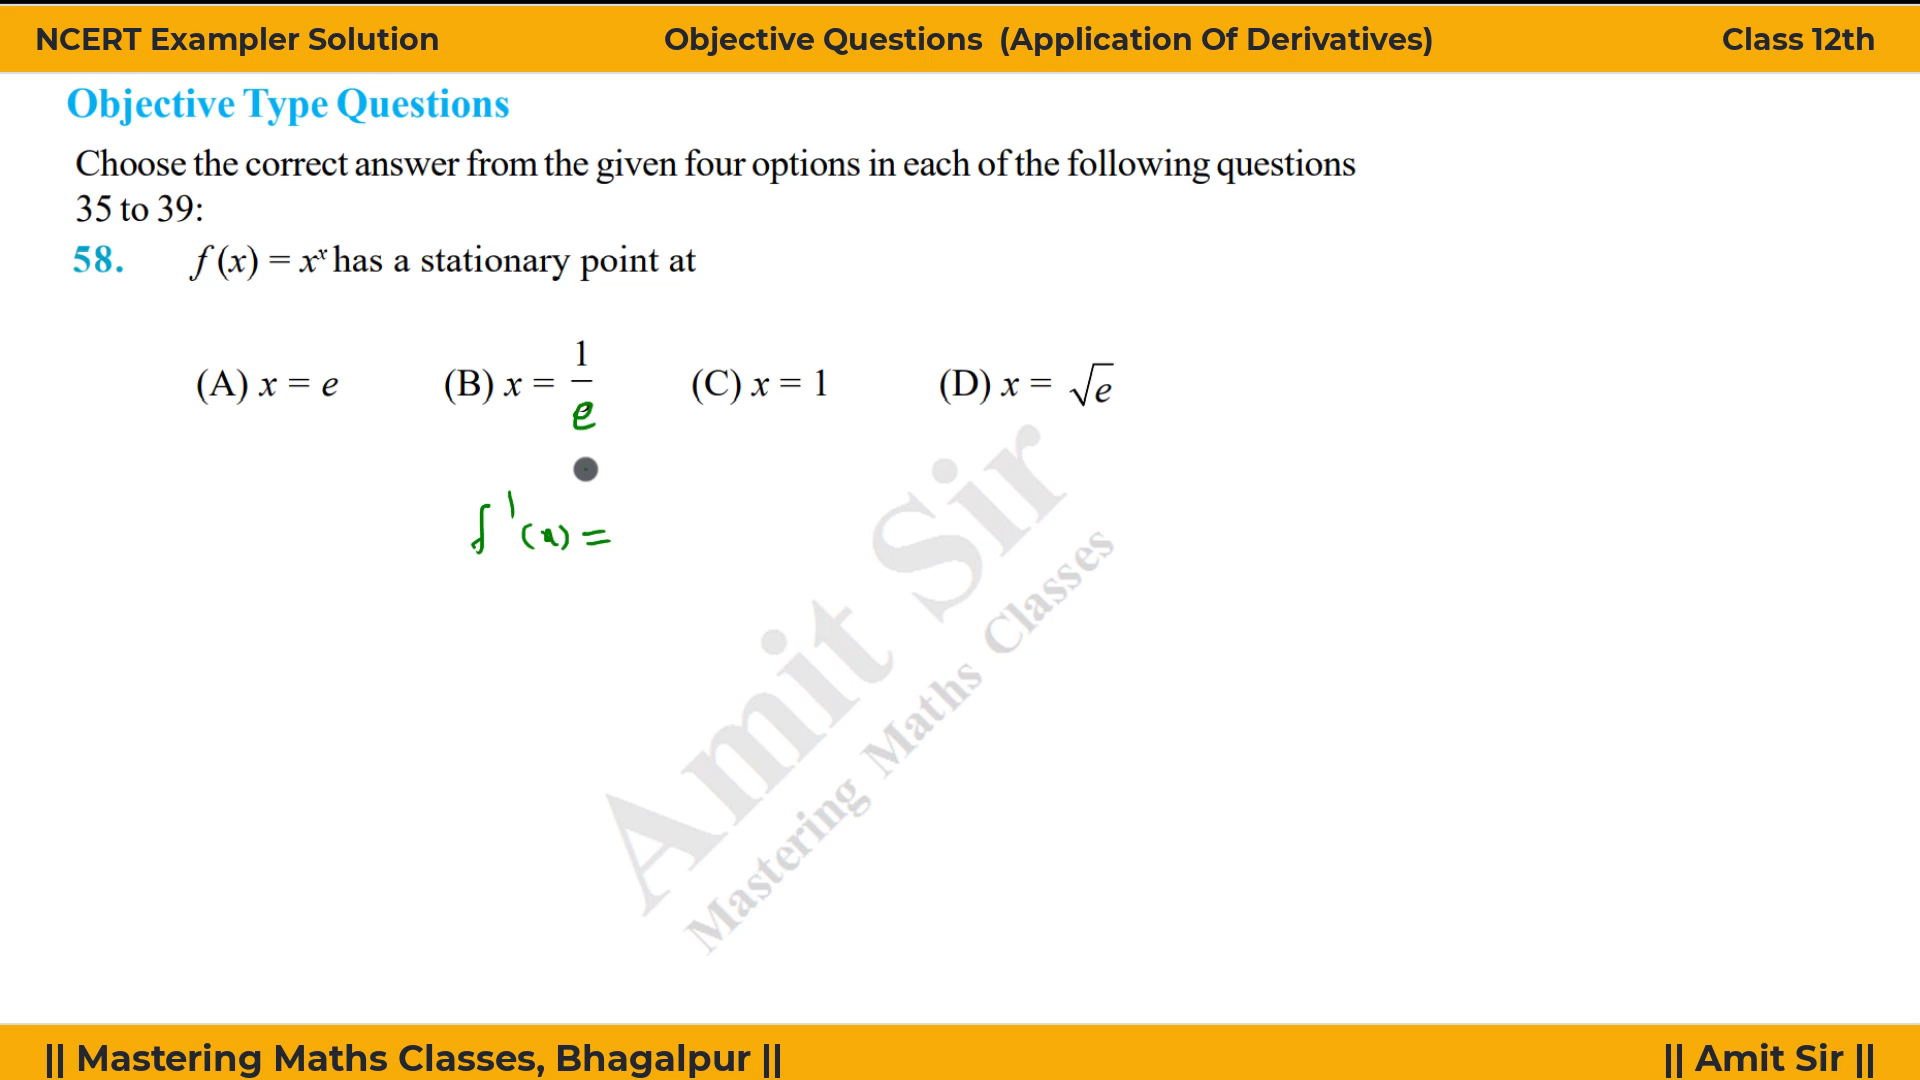 NCERT Exampler Solution Objective Questions (Application Of Derivatives) Class 12th
Objective Type Questions
Choose the correct answer from the given four options in each of the following questions
35 to 39:
58. f (x) = xˣ has a stationary point at
(A) x = e (B) x = 1/e (C) x = 1 (D) x = √e
f'(x) =
Amit Sir
Mastering Maths Classes
|| Mastering Maths Classes, Bhagalpur || || Amit Sir ||